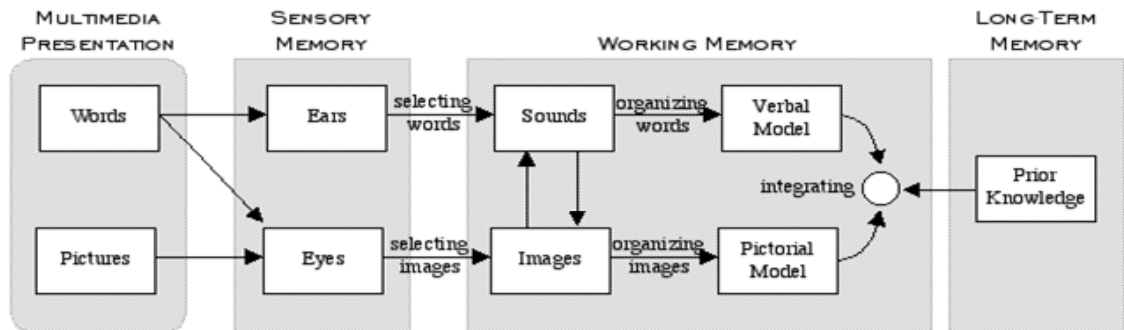 MULTIMEDIA
PRESENTATION
SENSORY
MEMORY
WORKING MEMORY
LONG-TERM
MEMORY
Words
Ears
selecting
words
Sounds
organizing
words
Verbal
Model
integrating
Prior
Knowledge
Pictures
Eyes
selecting
images
Images
organizing
images
Pictorial
Model